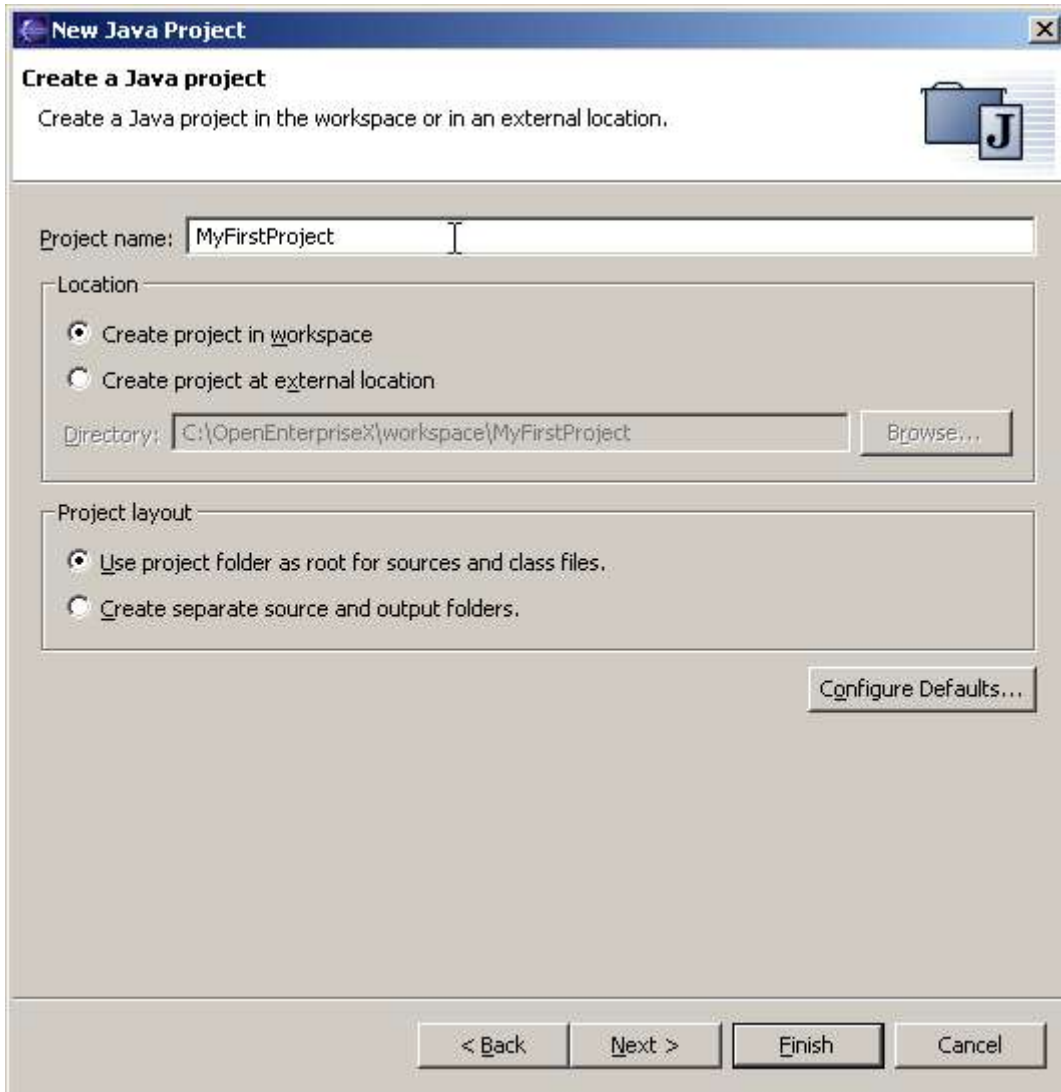 New Java Project
Create a Java project
Create a Java project in the workspace or in an external location.
J
Project name: MyFirstProject
Location
Create project in workspace
Create project at external location
Directory: C:\OpenEnterpriseX\workspace\MyFirstProject Browse...
Project layout
Use project folder as root for sources and class files.
Create separate source and output folders.
Configure Defaults...
< Back Next > Finish Cancel